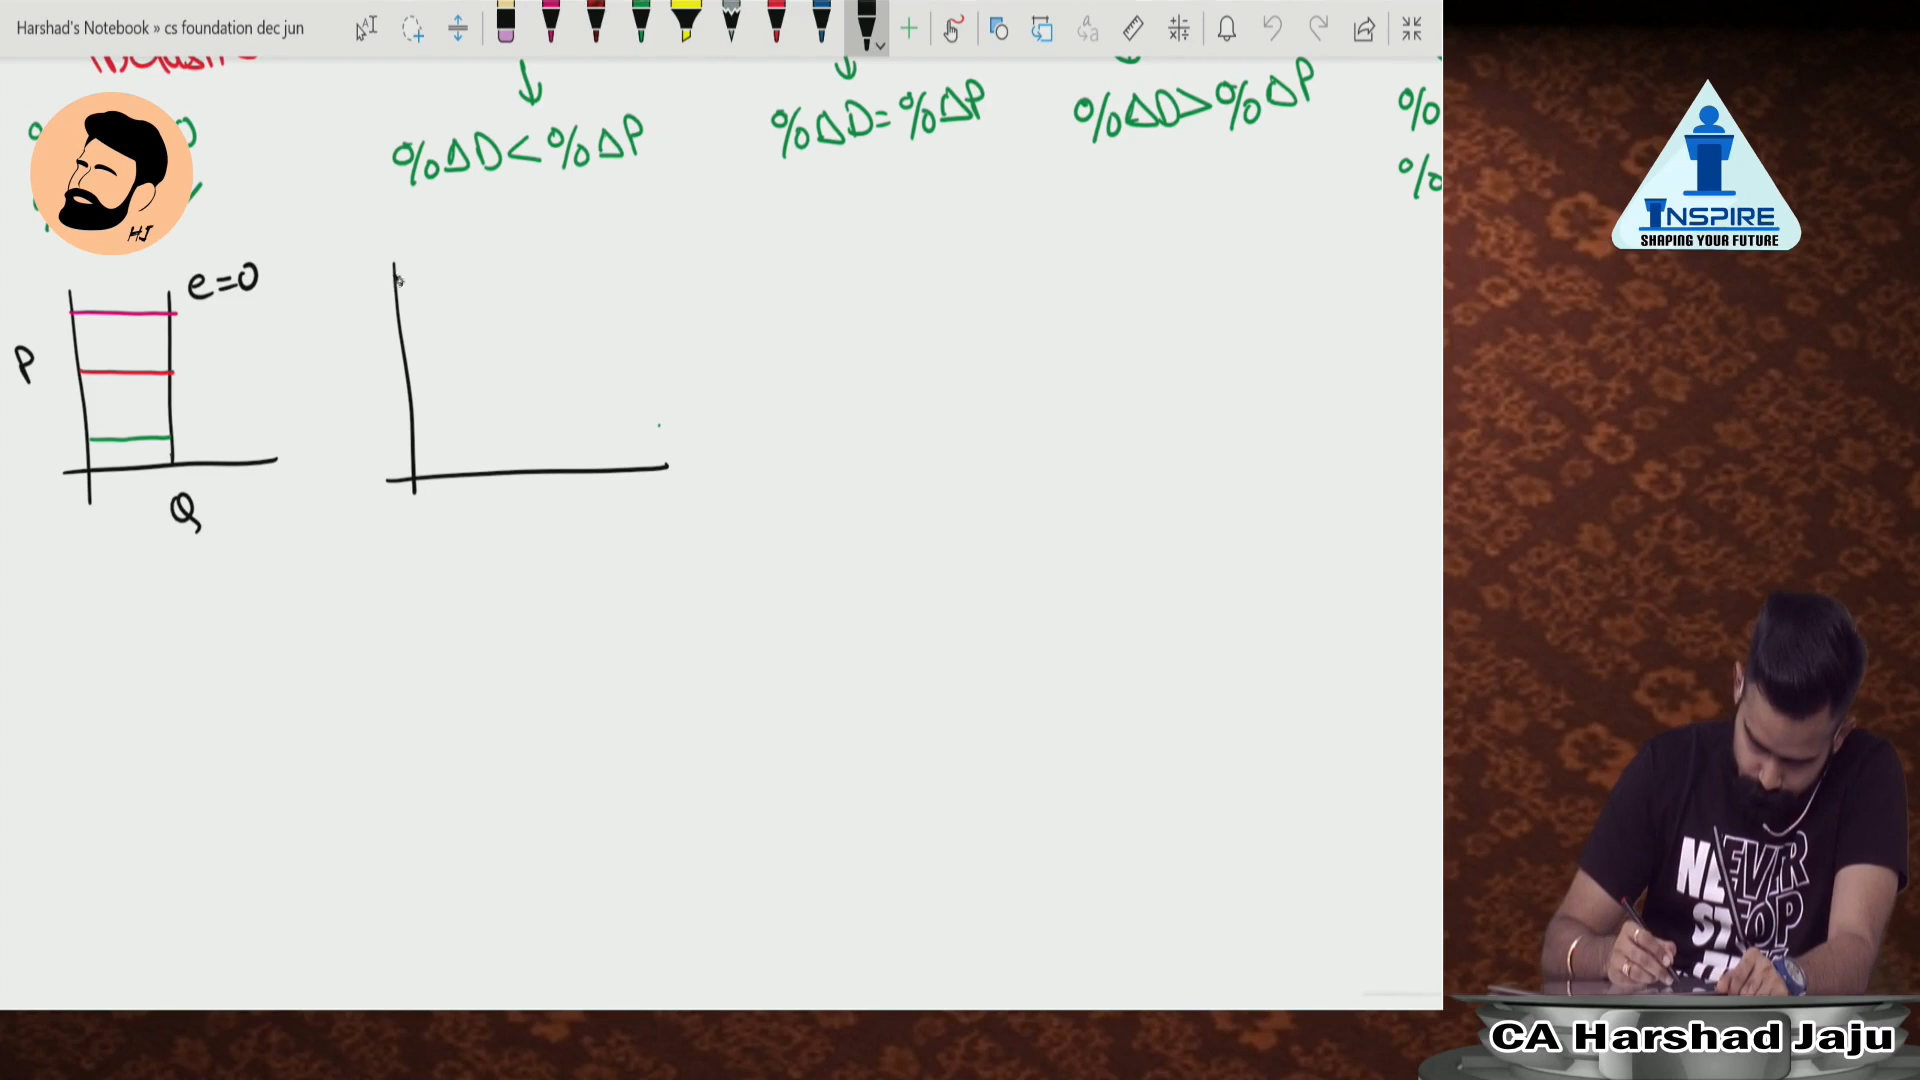 Harshad's Notebook » cs foundation dec jun
%ΔD<%ΔP
%ΔD=%ΔP
%ΔD>%ΔP
%
%
HJ
e=0
P
Q
INSPIRE
SHAPING YOUR FUTURE
NEVER
STOP
CA Harshad Jaju